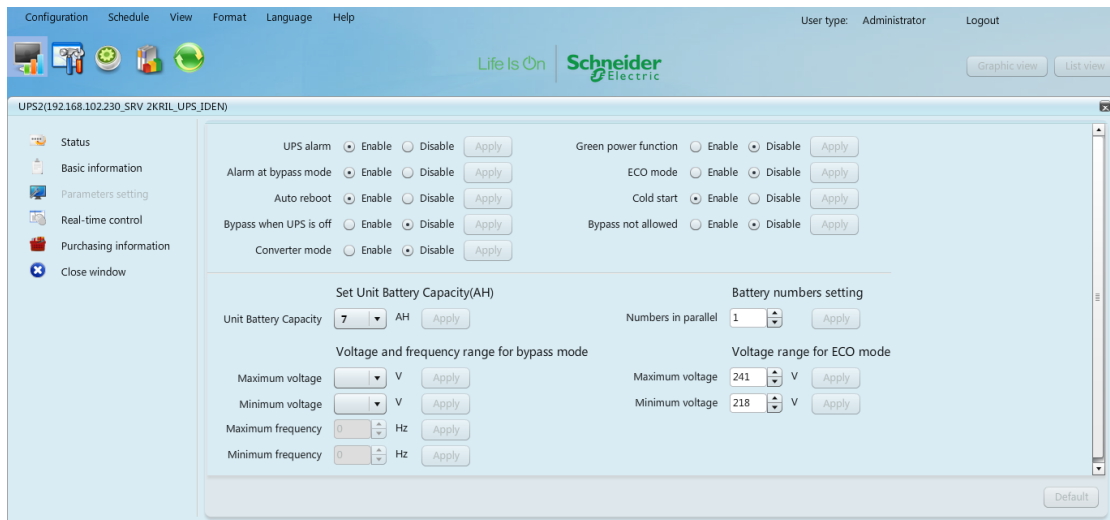 Configuration Schedule View Format Language Help User type: Administrator Logout
Life Is On Schneider Electric
Graphic view List view
UPS2(192.168.102.230_SRV 2KRIL_UPS_IDEN)
Status
Basic information
Parameters setting
Real-time control
Purchasing information
Close window
UPS alarm Enable Disable Apply Green power function Enable Disable Apply
Alarm at bypass mode Enable Disable Apply ECO mode Enable Disable Apply
Auto reboot Enable Disable Apply Cold start Enable Disable Apply
Bypass when UPS is off Enable Disable Apply Bypass not allowed Enable Disable Apply
Converter mode Enable Disable Apply
Set Unit Battery Capacity(AH) Battery numbers setting
Unit Battery Capacity 7 AH Apply Numbers in parallel 1 Apply
Voltage and frequency range for bypass mode Voltage range for ECO mode
Maximum voltage V Apply Maximum voltage 241 V Apply
Minimum voltage V Apply Minimum voltage 218 V Apply
Maximum frequency 0 Hz Apply
Minimum frequency 0 Hz Apply
Default